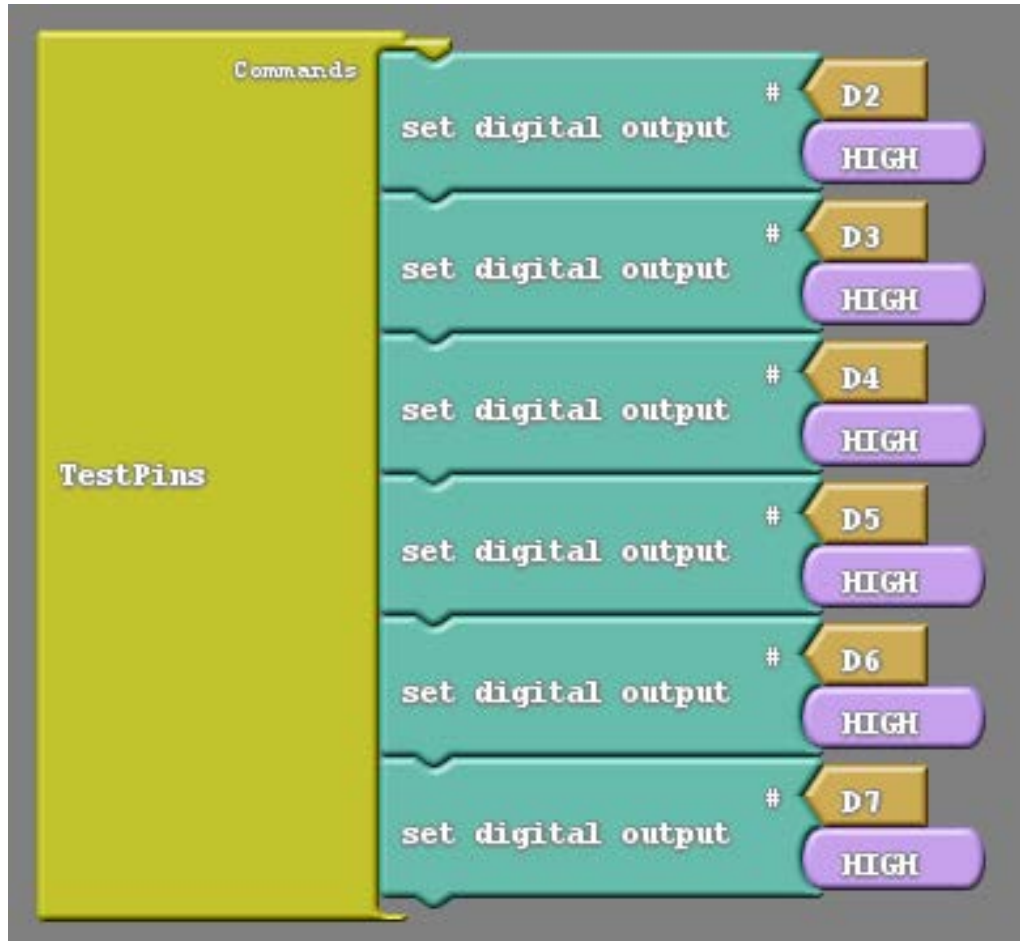 Commands
# D2
set digital output
HIGH
# D3
set digital output
HIGH
# D4
set digital output
HIGH
TestPins
# D5
set digital output
HIGH
# D6
set digital output
HIGH
# D7
set digital output
HIGH